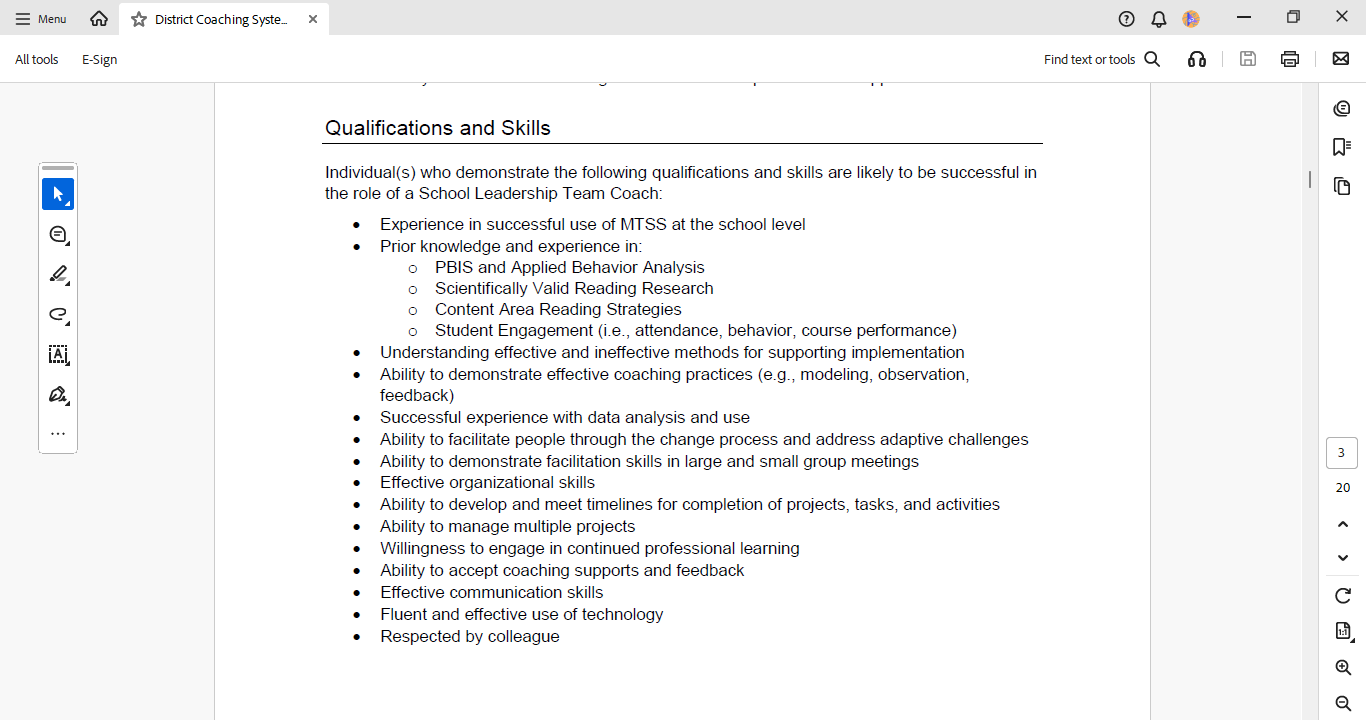 Menu
District Coaching Syste...
All tools
E-Sign
Find text or tools
Qualifications and Skills
Individual(s) who demonstrate the following qualifications and skills are likely to be successful in
the role of a School Leadership Team Coach:
• Experience in successful use of MTSS at the school level
• Prior knowledge and experience in:
o PBIS and Applied Behavior Analysis
o Scientifically Valid Reading Research
o Content Area Reading Strategies
o Student Engagement (i.e., attendance, behavior, course performance)
• Understanding effective and ineffective methods for supporting implementation
• Ability to demonstrate effective coaching practices (e.g., modeling, observation,
feedback)
• Successful experience with data analysis and use
• Ability to facilitate people through the change process and address adaptive challenges
• Ability to demonstrate facilitation skills in large and small group meetings
• Effective organizational skills
• Ability to develop and meet timelines for completion of projects, tasks, and activities
• Ability to manage multiple projects
• Willingness to engage in continued professional learning
• Ability to accept coaching supports and feedback
• Effective communication skills
• Fluent and effective use of technology
• Respected by colleague
3
20
1:1